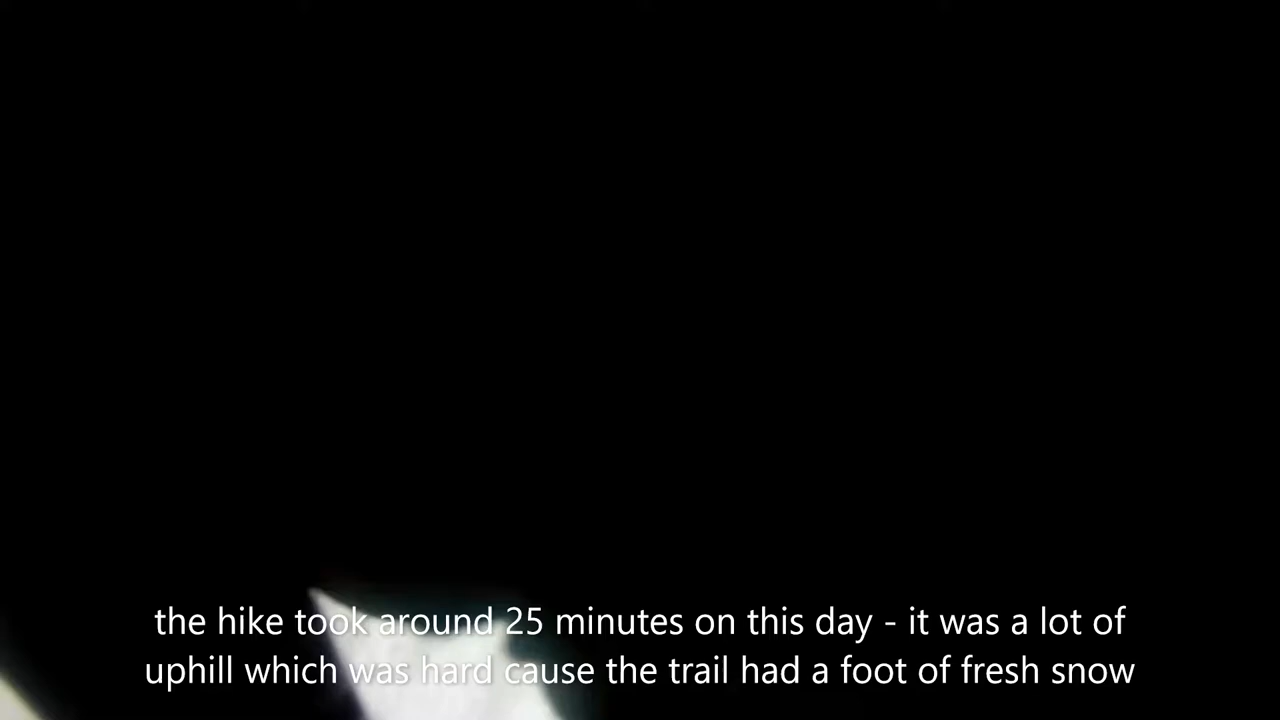 the hike took around 25 minutes on this day - it was a lot of
uphill which was hard cause the trail had a foot of fresh snow